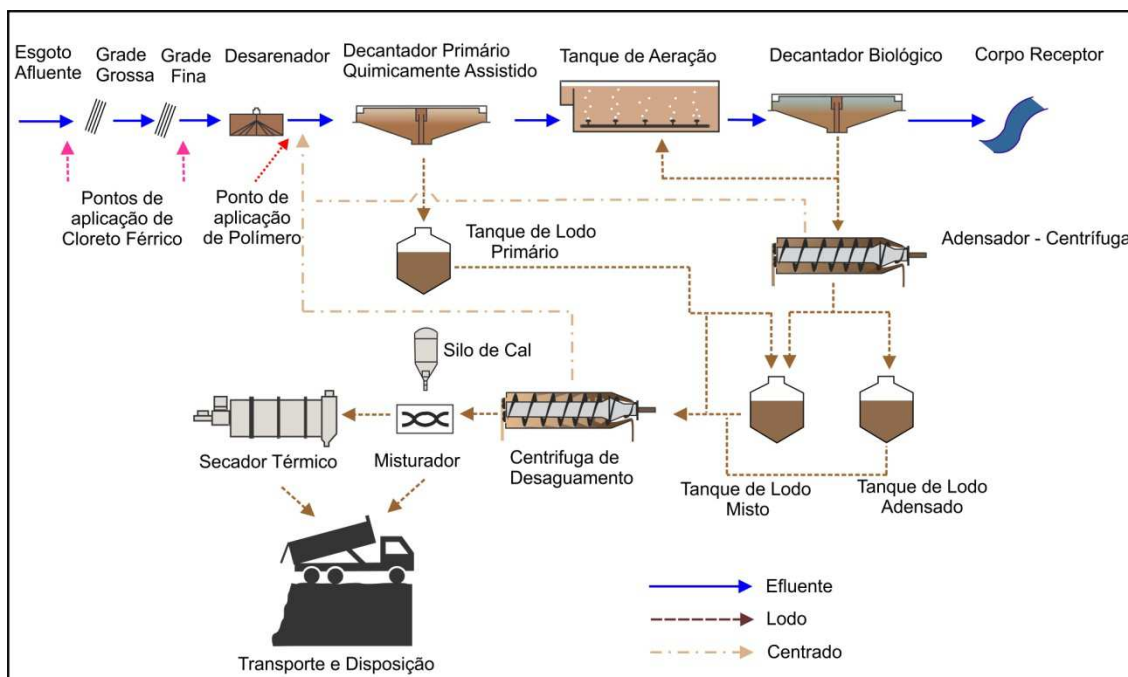 Esgoto
Afluente
Grade
Grossa
Grade
Fina
Desarenador
Decantador Primário
Quimicamente Assistido
Tanque de Aeração
Decantador Biológico
Corpo Receptor
Pontos de
aplicação de
Cloreto Férrico
Ponto de
aplicação
de Polímero
Tanque de Lodo
Primário
Adensador - Centrífuga
Silo de Cal
Secador Térmico
Misturador
Centrifuga de
Desaguamento
Tanque de Lodo
Misto
Tanque de Lodo
Adensado
Transporte e Disposição
Efluente
Lodo
Centrado